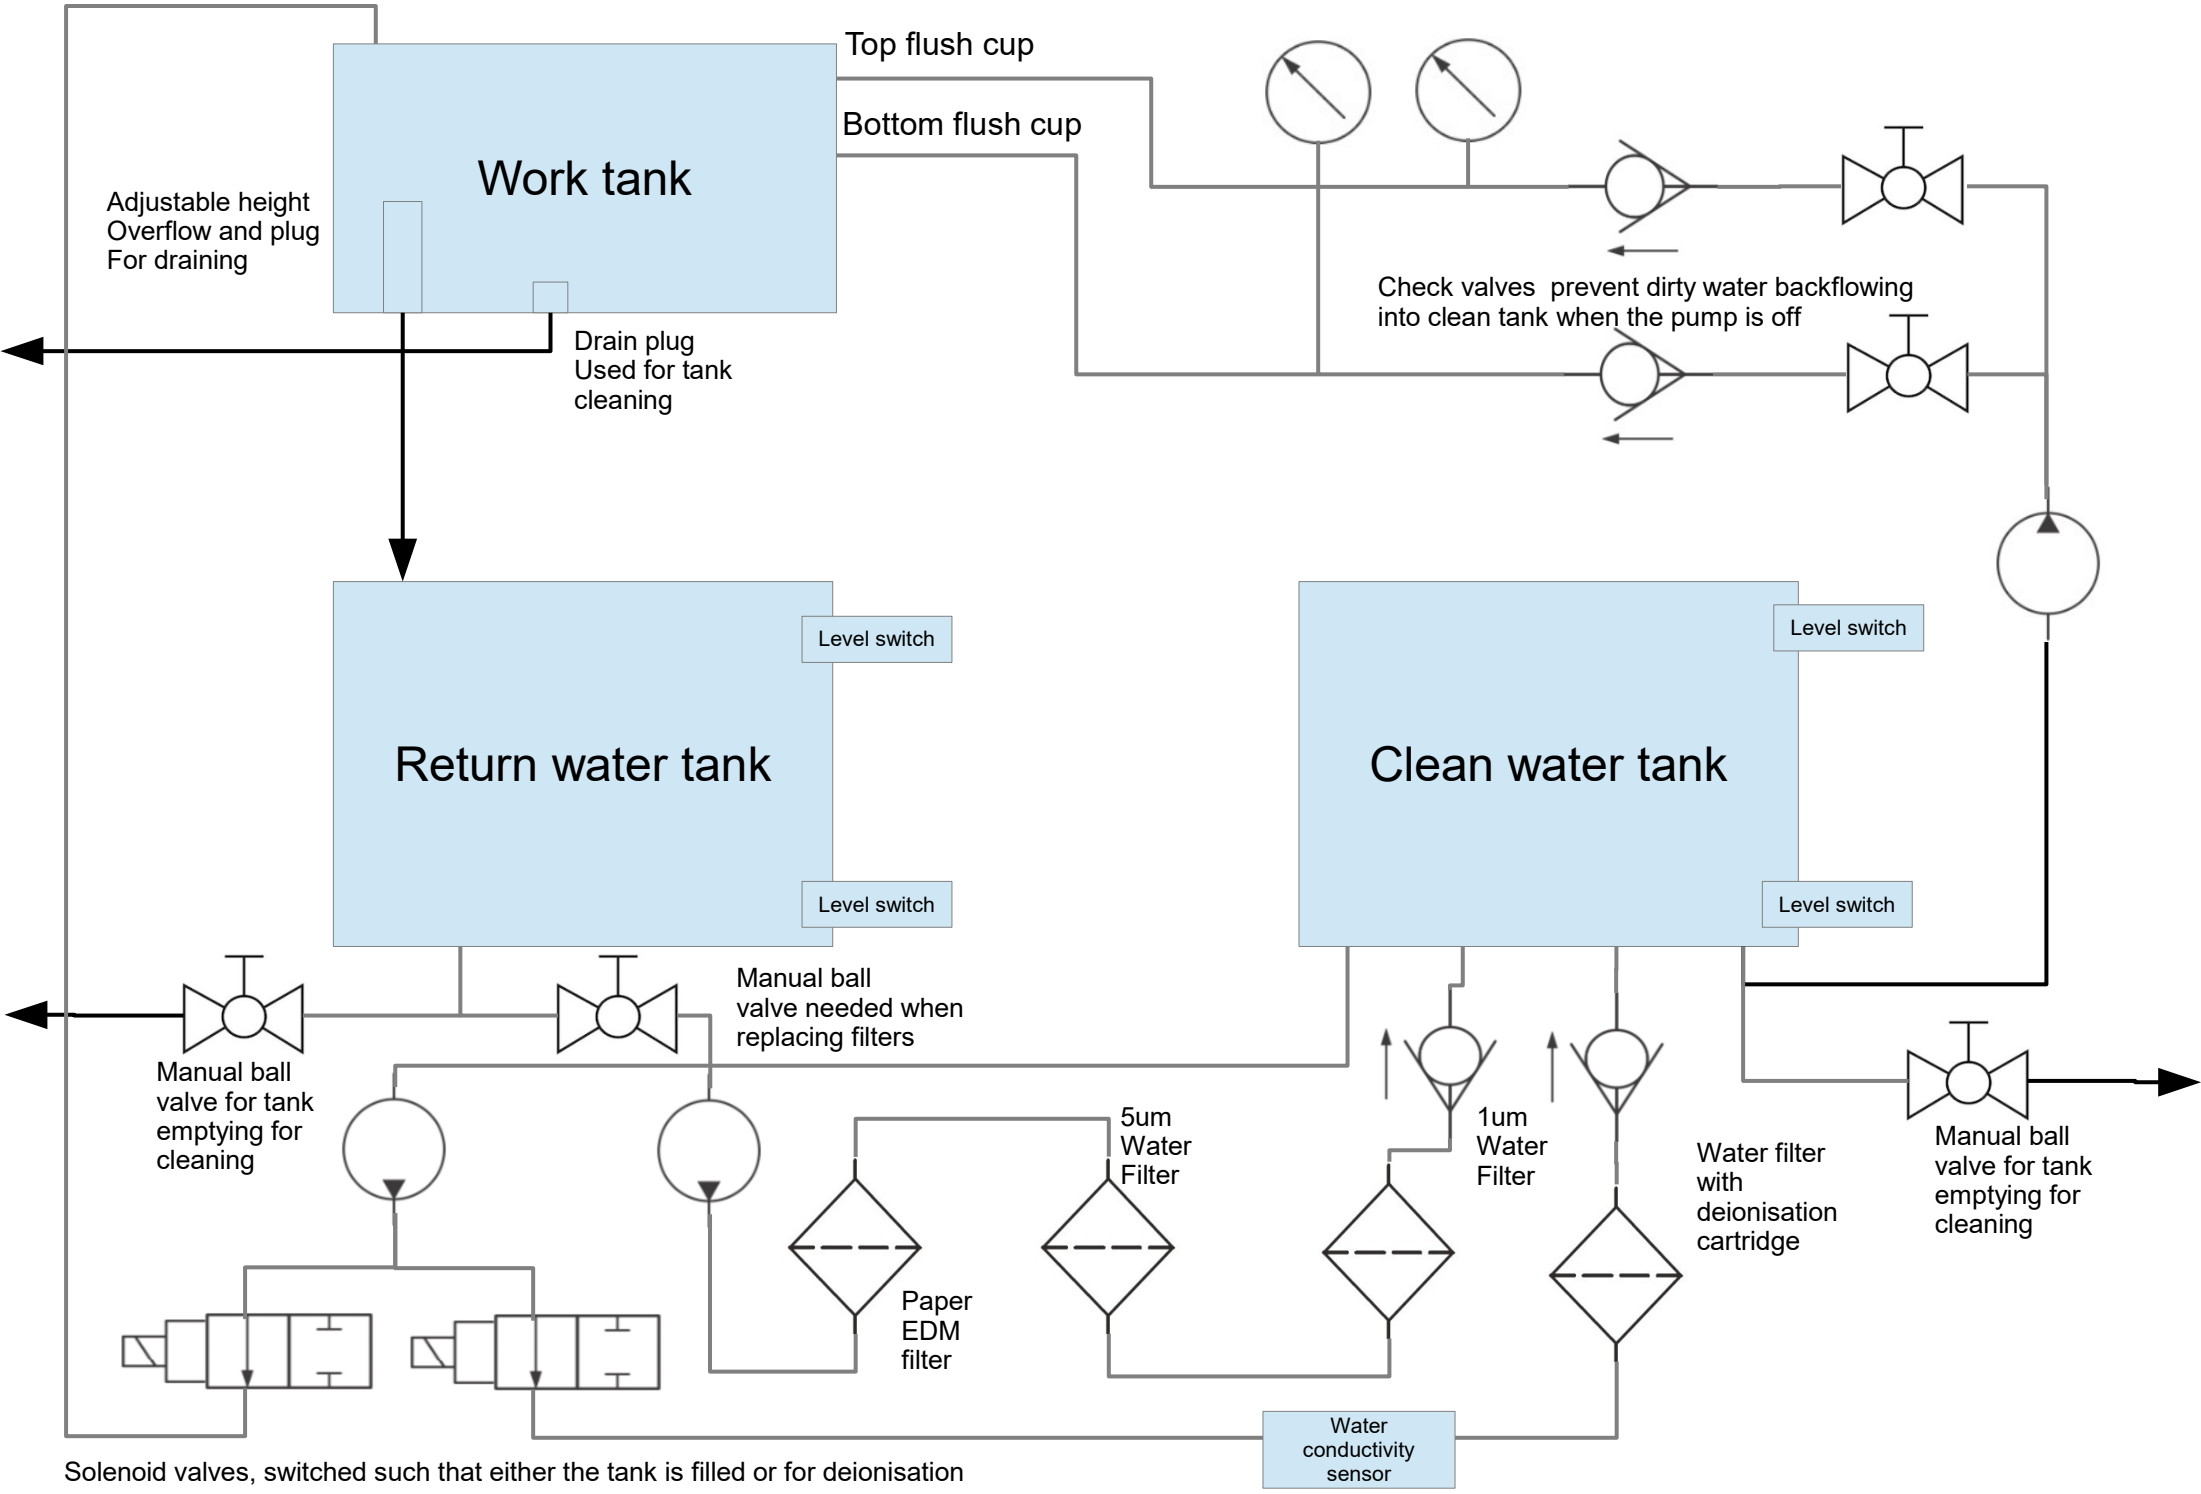 Top flush cup
Bottom flush cup
Work tank
Adjustable height
Overflow and plug
For draining
Drain plug
Used for tank
cleaning
Check valves  prevent dirty water backflowing
into clean tank when the pump is off
Level switch
Level switch
Return water tank
Clean water tank
Level switch
Level switch
Manual ball
valve needed when
replacing filters
Manual ball
valve for tank
emptying for
cleaning
5um
Water
Filter
1um
Water
Filter
Water filter
with
deionisation
cartridge
Manual ball
valve for tank
emptying for
cleaning
Paper
EDM
filter
Water
conductivity
sensor
Solenoid valves, switched such that either the tank is filled or for deionisation